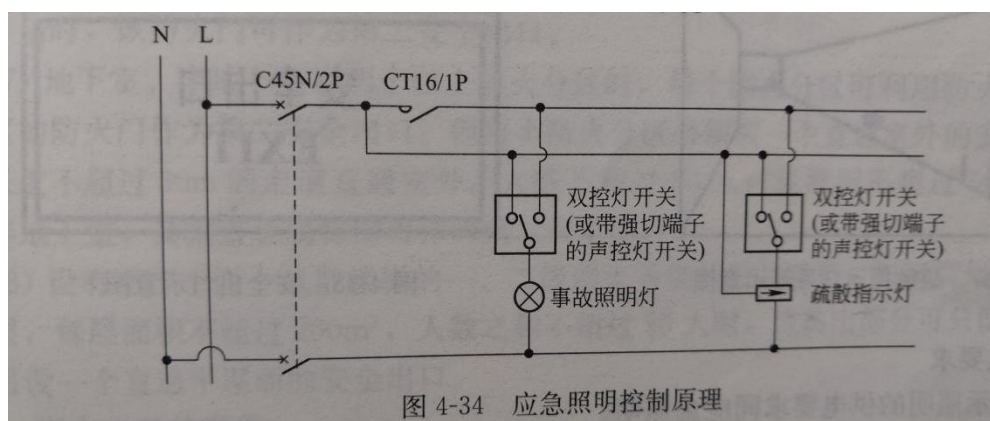 N L
C45N/2P CT16/1P
双控灯开关
(或带强切端子
的声控灯开关)
双控灯开关
(或带强切端子
的声控灯开关)
事故照明灯
疏散指示灯
图 4-34 应急照明控制原理